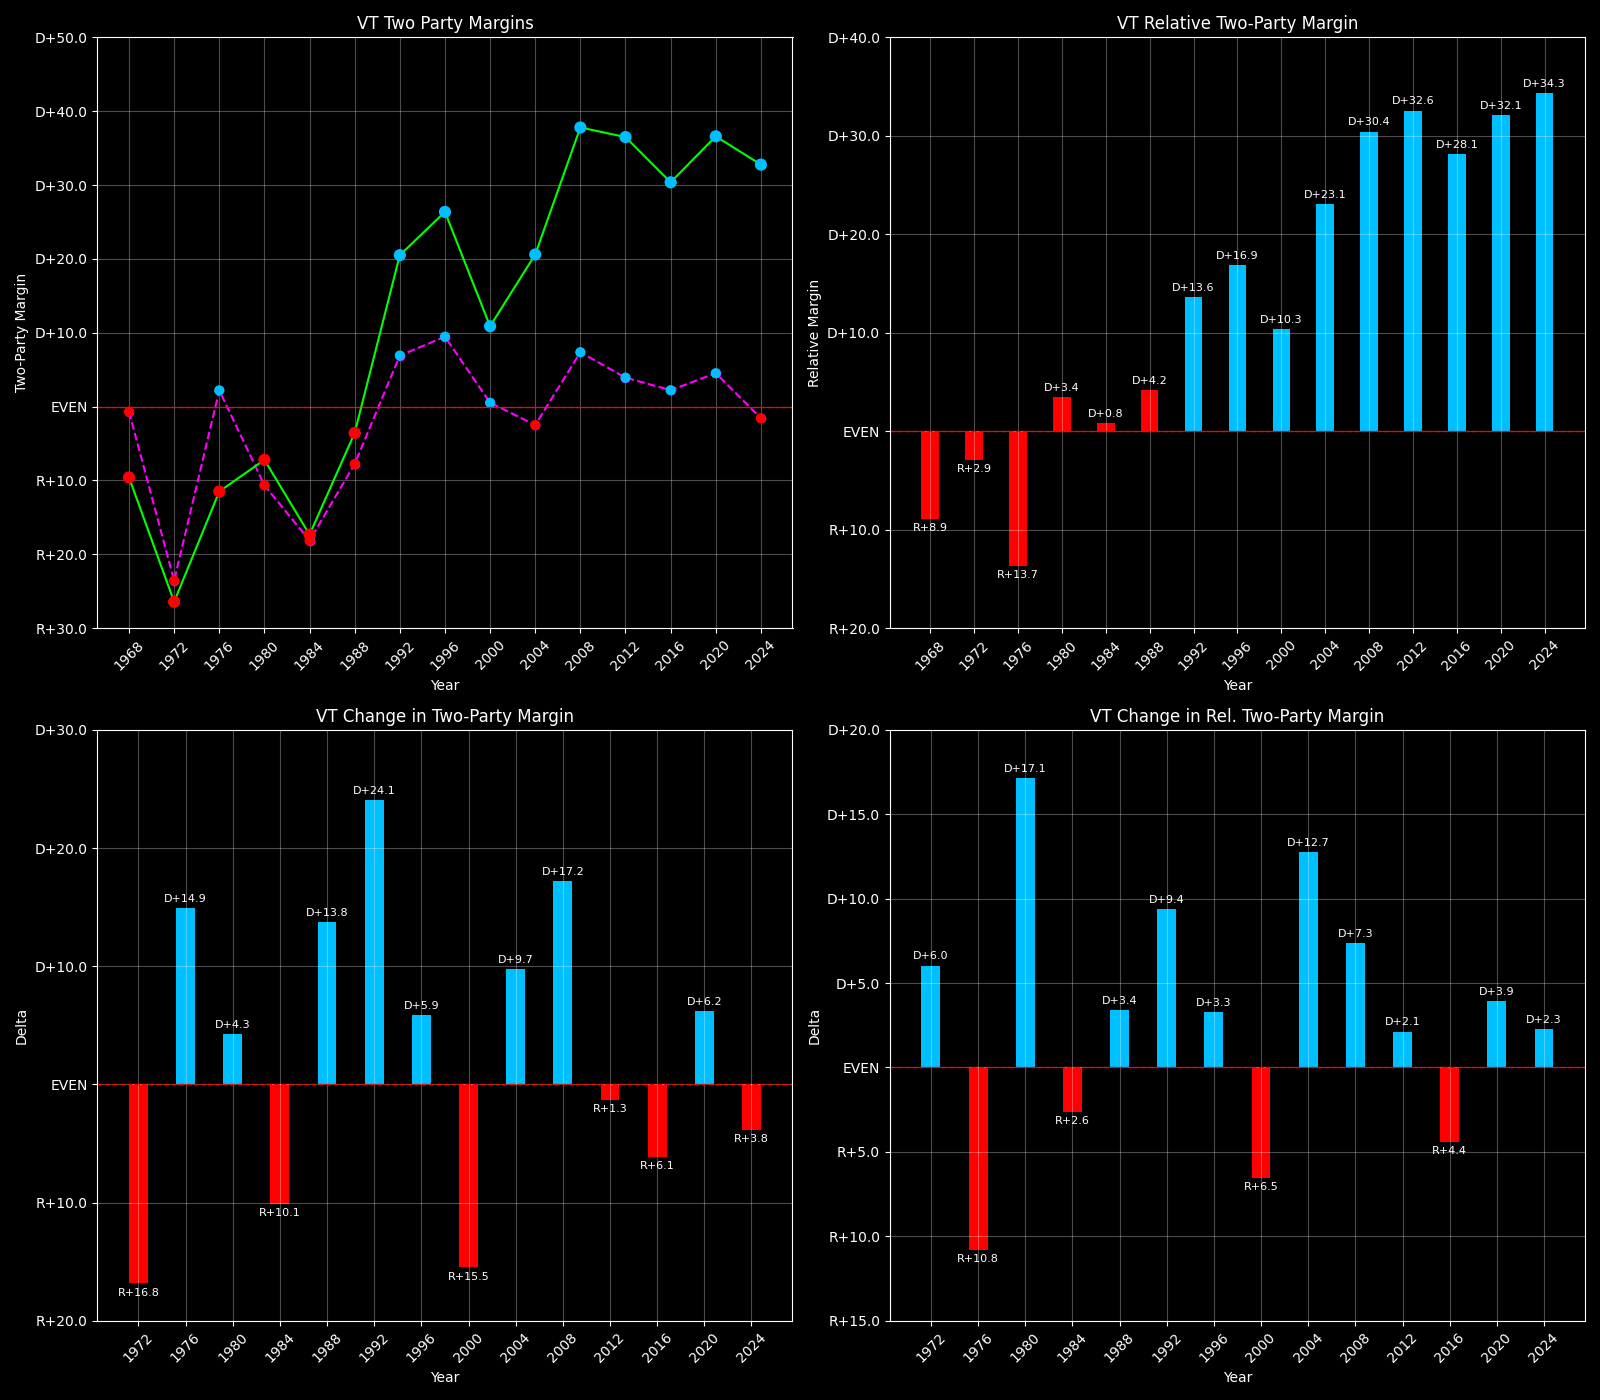 VT Two Party Margins
D+50.0
D+40.0
D+30.0
D+20.0
D+10.0
EVEN
R+10.0
R+20.0
R+30.0
Two-Party Margin
1968 1972 1976 1980 1984 1988 1992 1996 2000 2004 2008 2012 2016 2020 2024
Year
VT Relative Two-Party Margin
D+40.0
D+30.0
D+20.0
D+10.0
EVEN
R+10.0
R+20.0
Relative Margin
R+8.9
R+2.9
R+13.7
D+3.4
D+0.8
D+4.2
D+13.6
D+16.9
D+10.3
D+23.1
D+30.4
D+32.6
D+28.1
D+32.1
D+34.3
1968 1972 1976 1980 1984 1988 1992 1996 2000 2004 2008 2012 2016 2020 2024
Year
VT Change in Two-Party Margin
D+30.0
D+20.0
D+10.0
EVEN
R+10.0
R+20.0
Delta
R+16.8
D+14.9
D+4.3
R+10.1
D+13.8
D+24.1
D+5.9
R+15.5
D+9.7
D+17.2
R+1.3
R+6.1
D+6.2
R+3.8
1972 1976 1980 1984 1988 1992 1996 2000 2004 2008 2012 2016 2020 2024
Year
VT Change in Rel. Two-Party Margin
D+20.0
D+15.0
D+10.0
D+5.0
EVEN
R+5.0
R+10.0
R+15.0
Delta
D+6.0
R+10.8
D+17.1
R+2.6
D+3.4
D+9.4
D+3.3
R+6.5
D+12.7
D+7.3
D+2.1
R+4.4
D+3.9
D+2.3
1972 1976 1980 1984 1988 1992 1996 2000 2004 2008 2012 2016 2020 2024
Year